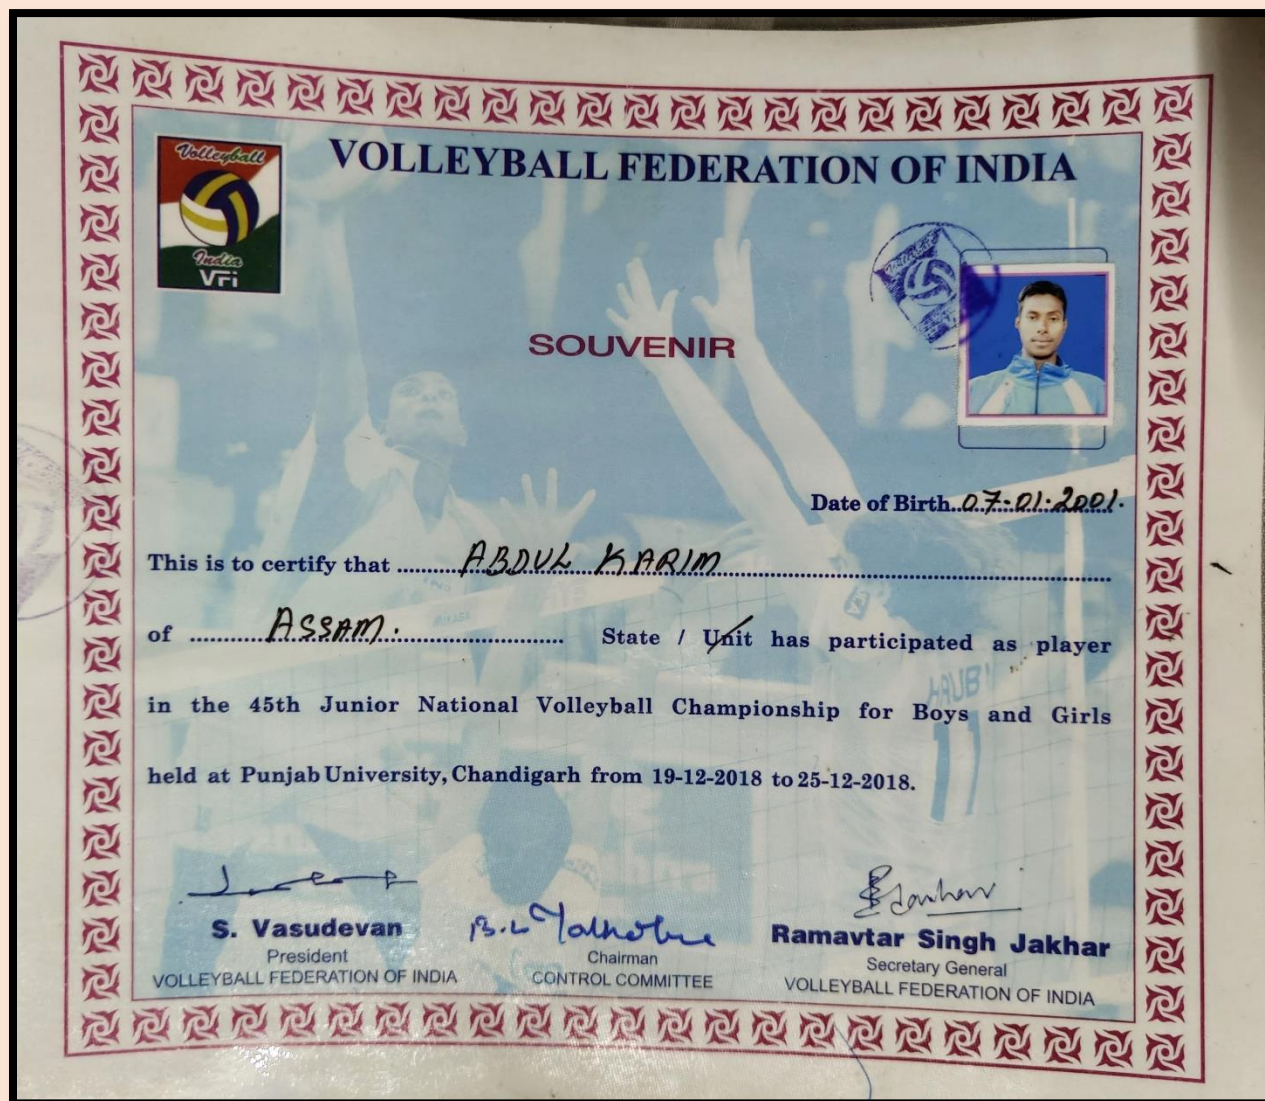 Volleyball
India
VFi
VOLLEYBALL FEDERATION OF INDIA
SOUVENIR
Date of Birth..07-01-2001.
This is to certify that ABDUL KARIM
of ASSAM. State / Unit has participated as player
in the 45th Junior National Volleyball Championship for Boys and Girls
held at Punjab University, Chandigarh from 19-12-2018 to 25-12-2018.
S. Vasudevan
President
VOLLEYBALL FEDERATION OF INDIA
Chairman
CONTROL COMMITTEE
Ramavtar Singh Jakhar
Secretary General
VOLLEYBALL FEDERATION OF INDIA